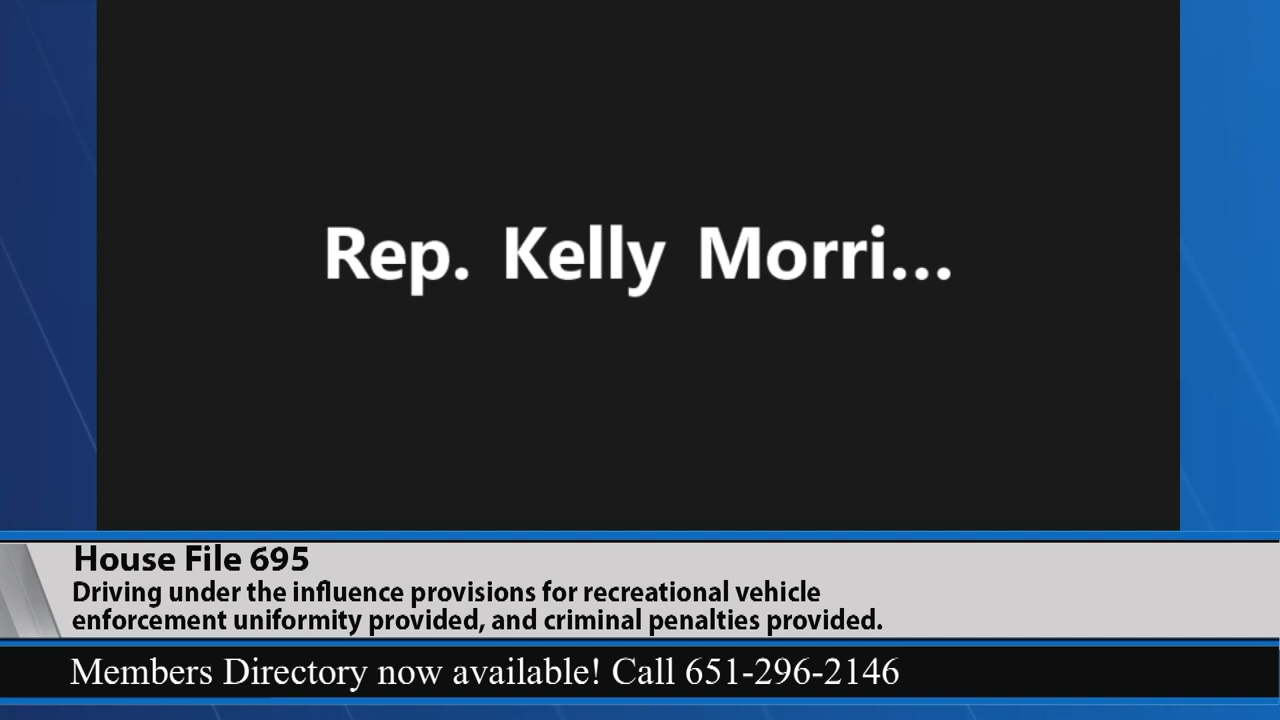 Rep. Kelly Morri...
House File 695
Driving under the influence provisions for recreational vehicle
enforcement uniformity provided, and criminal penalties provided.
Members Directory now available! Call 651-296-2146